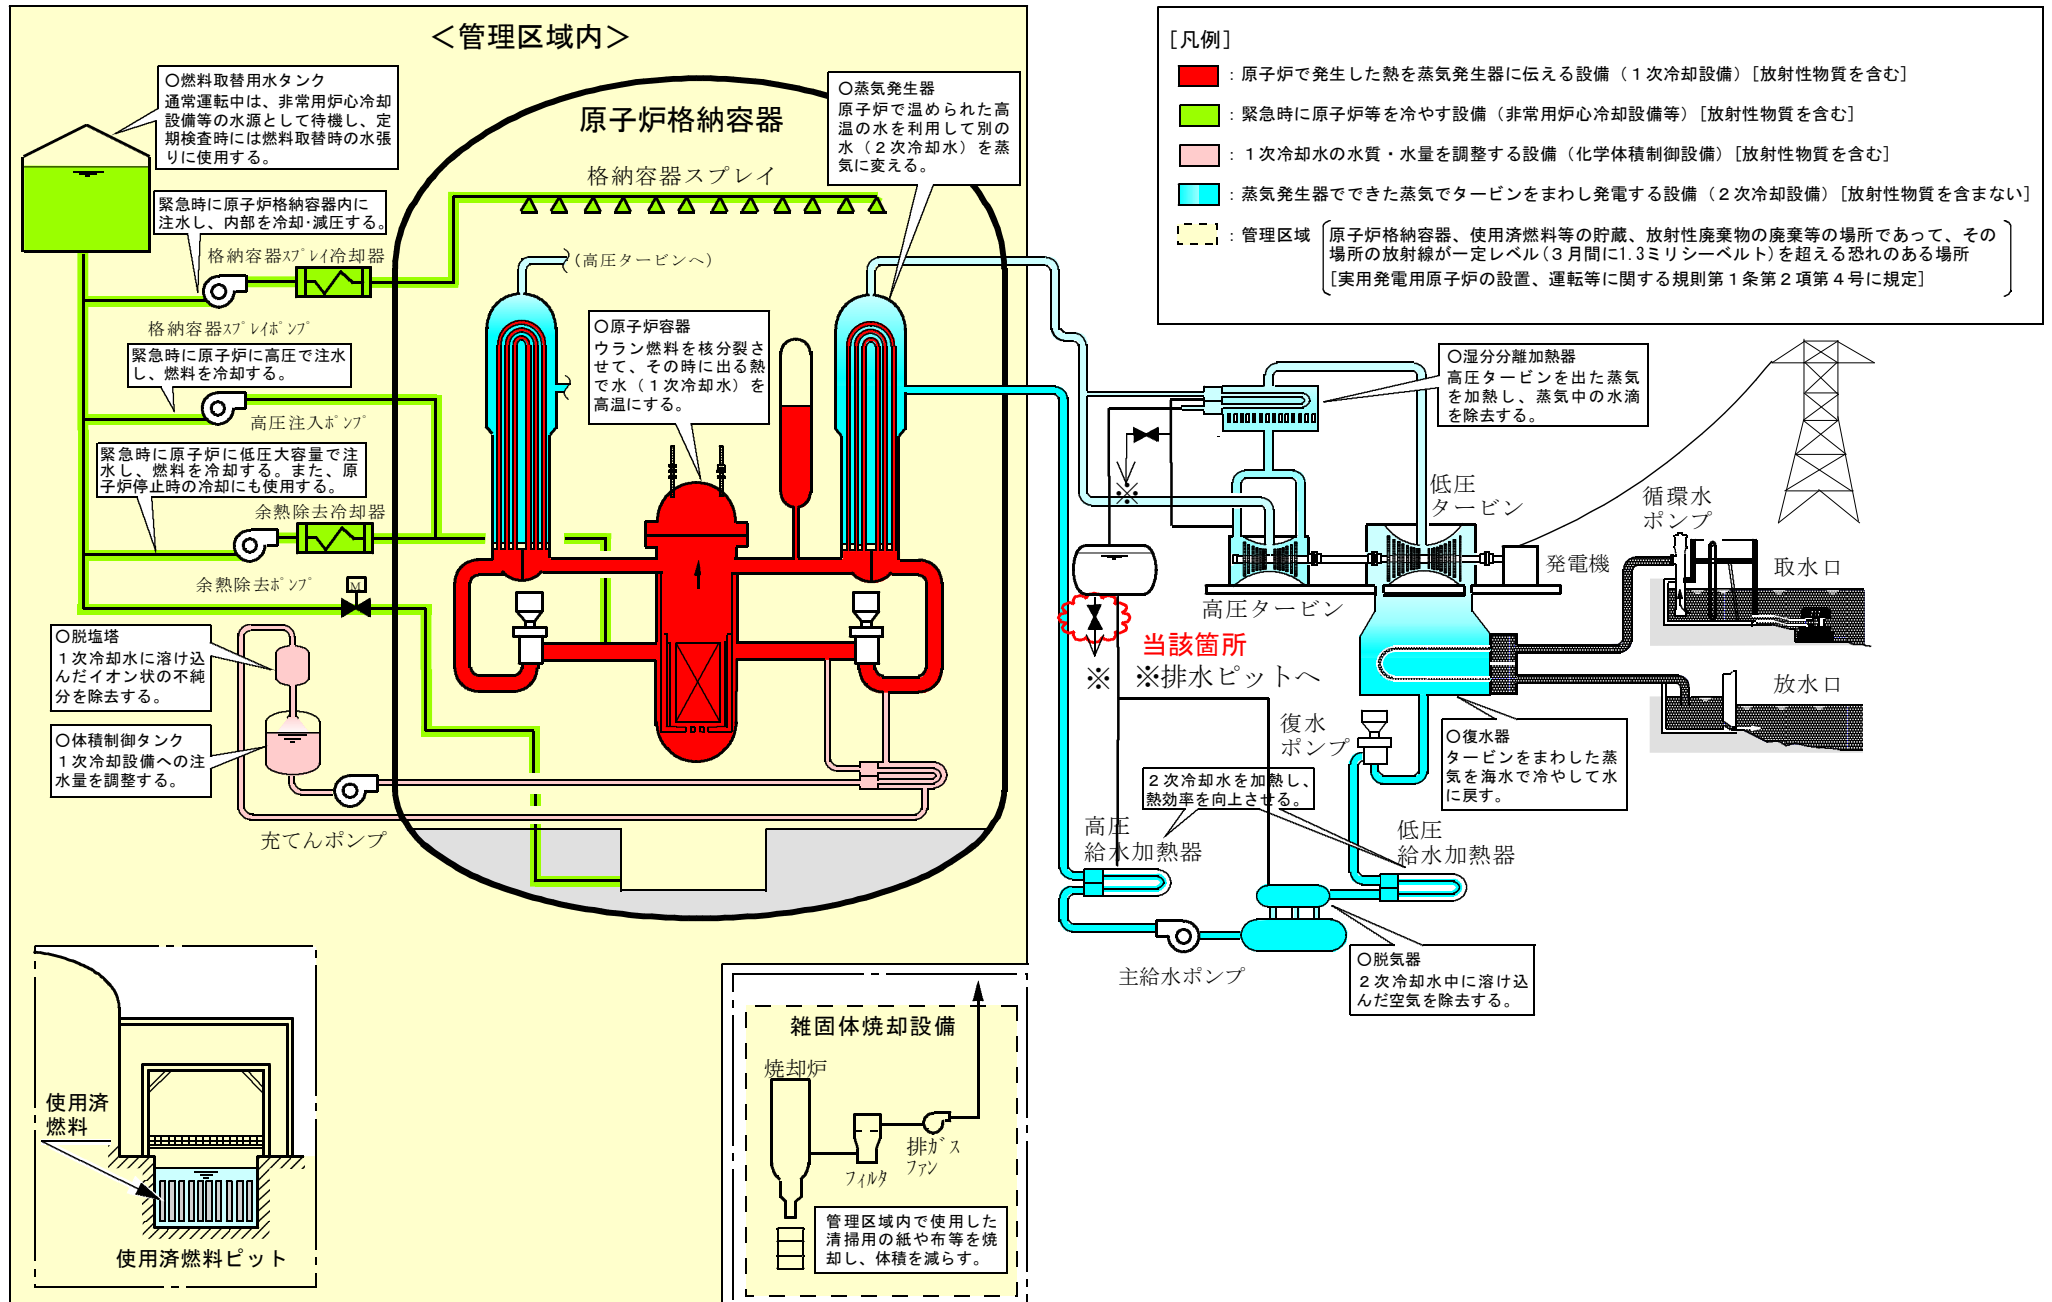 ＜管理区域内＞
○燃料取替用水タンク
通常運転中は、非常用炉心冷却
設備等の水源として待機し、定
期検査時には燃料取替時の水張
りに使用する。
原子炉格納容器
○蒸気発生器
原子炉で温められた高
温の水を利用して別の
水（２次冷却水）を蒸
気に変える。
格納容器スプレイ
緊急時に原子炉格納容器内に
注水し、内部を冷却･減圧する。
格納容器ｽﾌﾟﾚｲ冷却器
(高圧タービンへ)
格納容器ｽﾌﾟﾚｲﾎﾟﾝﾌﾟ
○原子炉容器
ウラン燃料を核分裂さ
せて、その時に出る熱
で水（１次冷却水）を
高温にする。
緊急時に原子炉に高圧で注水
し、燃料を冷却する。
高圧注入ﾎﾟﾝﾌﾟ
緊急時に原子炉に低圧大容量で注
水し、燃料を冷却する。また、原
子炉停止時の冷却にも使用する。
余熱除去冷却器
余熱除去ﾎﾟﾝﾌﾟ
M
○脱塩塔
１次冷却水に溶け込
んだイオン状の不純
分を除去する。
○体積制御タンク
１次冷却設備への注
水量を調整する。
充てんポンプ
［凡例］
：原子炉で発生した熱を蒸気発生器に伝える設備（１次冷却設備）［放射性物質を含む］
：緊急時に原子炉等を冷やす設備（非常用炉心冷却設備等）［放射性物質を含む］
：１次冷却水の水質・水量を調整する設備（化学体積制御設備）［放射性物質を含む］
：蒸気発生器でできた蒸気でタービンをまわし発電する設備（２次冷却設備）［放射性物質を含まない］
：管理区域
原子炉格納容器、使用済燃料等の貯蔵、放射性廃棄物の廃棄等の場所であって、その
場所の放射線が一定レベル(３月間に1.3ミリシーベルト)を超える恐れのある場所
［実用発電用原子炉の設置、運転等に関する規則第１条第２項第４号に規定］
○湿分分離加熱器
高圧タービンを出た蒸気
を加熱し、蒸気中の水滴
を除去する。
※
低圧
タービン
循環水
ポンプ
発電機
取水口
高圧タービン
当該箇所
※
※排水ピットへ
放水口
復水
ポンプ
○復水器
タービンをまわした蒸
気を海水で冷やして水
に戻す。
２次冷却水を加熱し、
熱効率を向上させる。
高圧
給水加熱器
低圧
給水加熱器
主給水ポンプ
○脱気器
２次冷却水中に溶け込
んだ空気を除去する。
使用済
燃料
使用済燃料ピット
雑固体焼却設備
焼却炉
フィルタ
排ｶﾞｽ
ﾌｧﾝ
管理区域内で使用した
清掃用の紙や布等を焼
却し、体積を減らす。